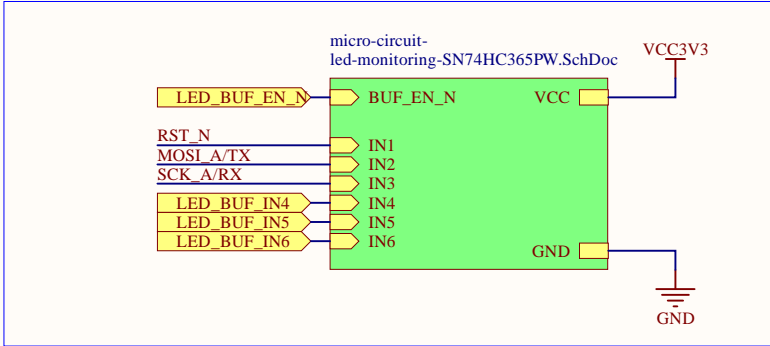 micro-circuit-
led-monitoring-SN74HC365PW.SchDoc
VCC3V3
LED_BUF_EN_N
BUF_EN_N
VCC
RST_N
IN1
MOSI_A/TX
IN2
SCK_A/RX
IN3
LED_BUF_IN4
IN4
LED_BUF_IN5
IN5
LED_BUF_IN6
IN6
GND
GND